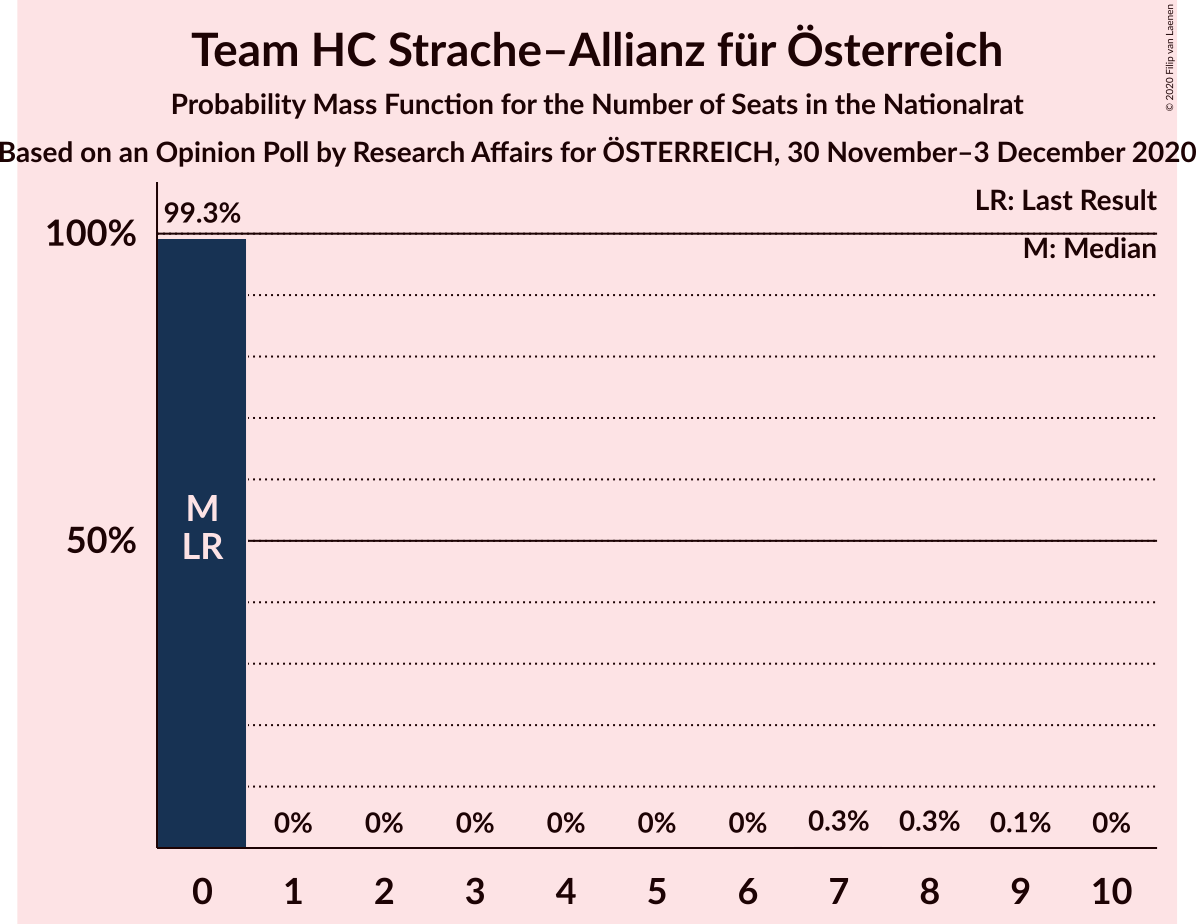 Team HC Strache–Allianz für Österreich
Probability Mass Function for the Number of Seats in the Nationalrat
Based on an Opinion Poll by Research Affairs for ÖSTERREICH, 30 November–3 December 2020
© 2020 Filip van Laenen
LR: Last Result
M: Median
99.3%
100%
M
LR
50%
0% 0% 0% 0% 0% 0% 0.3% 0.3% 0.1% 0%
0 1 2 3 4 5 6 7 8 9 10